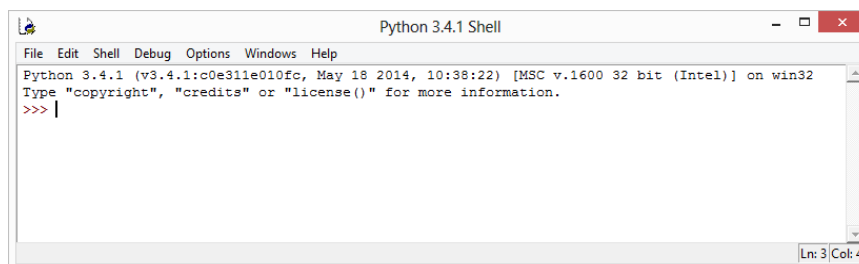 Python 3.4.1 Shell
File Edit Shell Debug Options Windows Help
Python 3.4.1 (v3.4.1:c0e311e010fc, May 18 2014, 10:38:22) [MSC v.1600 32 bit (Intel)] on win32
Type "copyright", "credits" or "license()" for more information.
>>>
Ln: 3 Col: 4